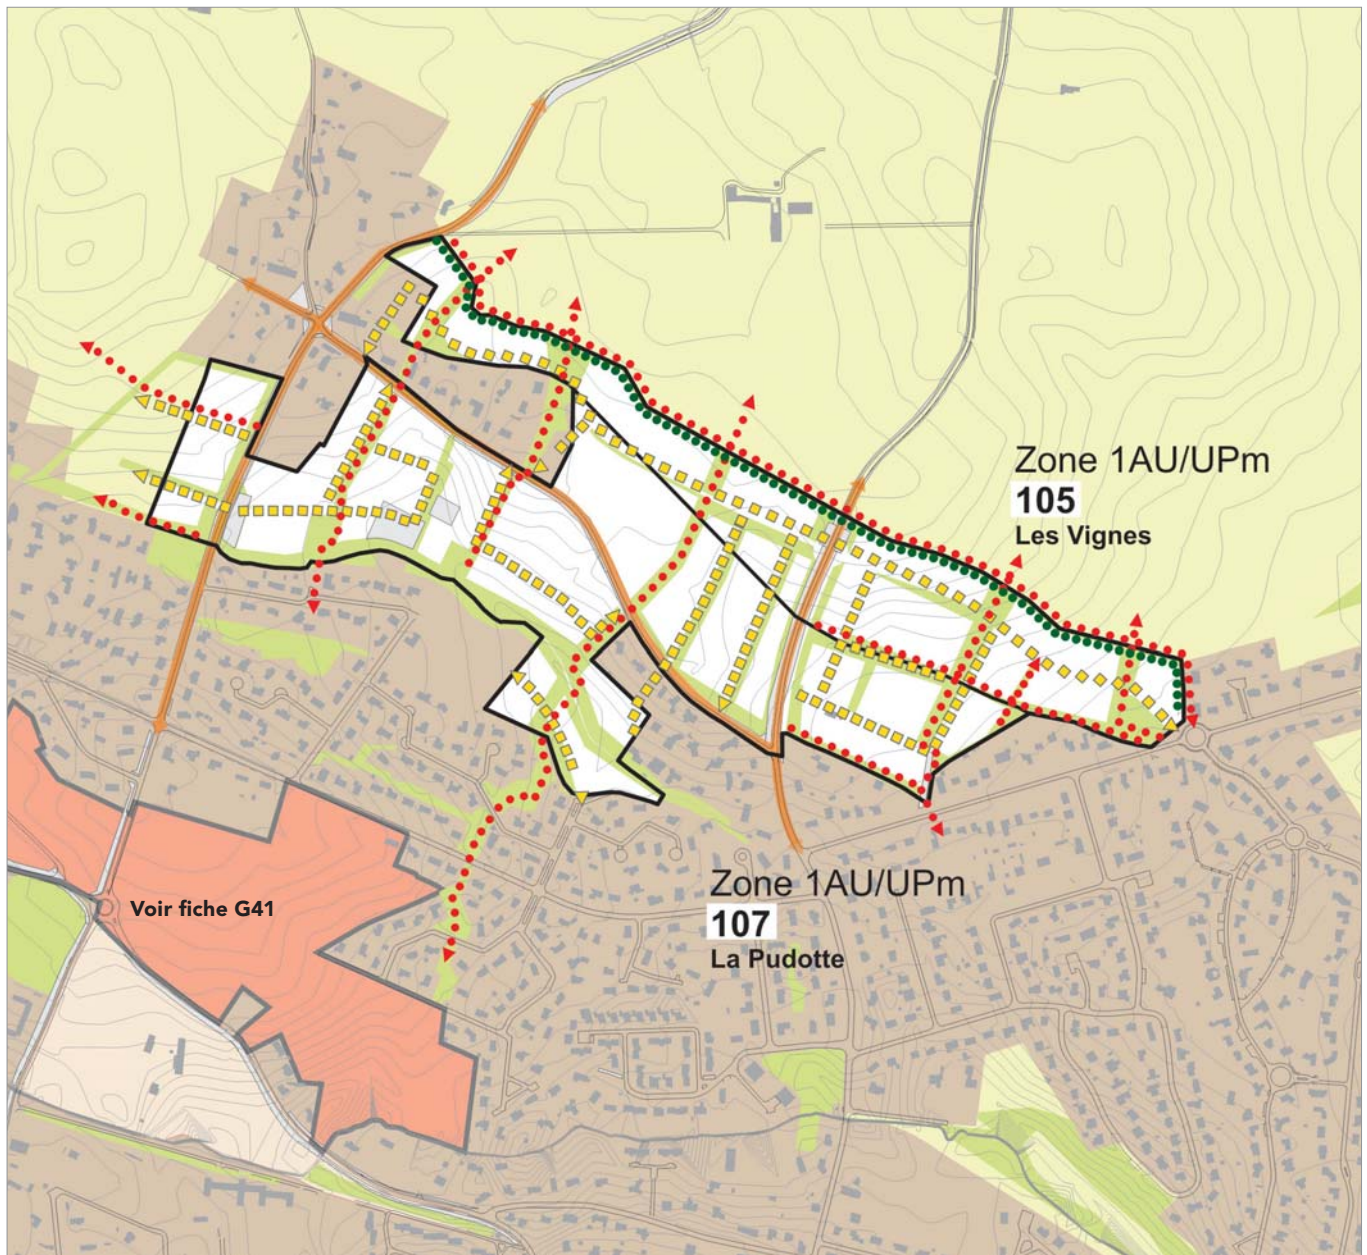 Zone 1AU/UPm
105
Les Vignes
Zone 1AU/UPm
107
La Pudotte
Voir fiche G41